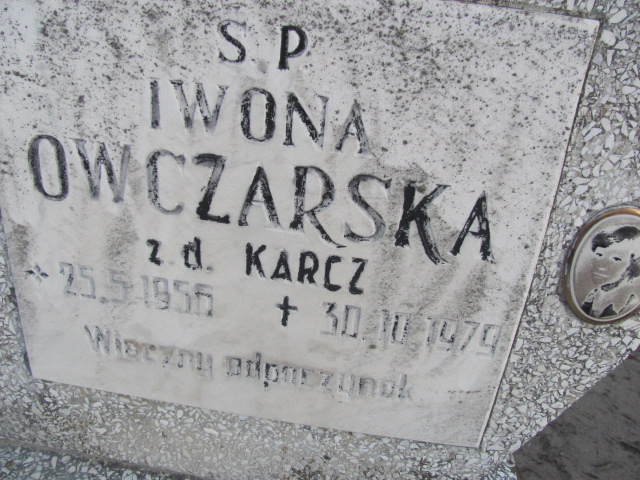 S.P
IWONA
OWCZARSKA
z d. KARCZ
* 25.5.1956 + 30.10.1979
Wieczny odpoczynek